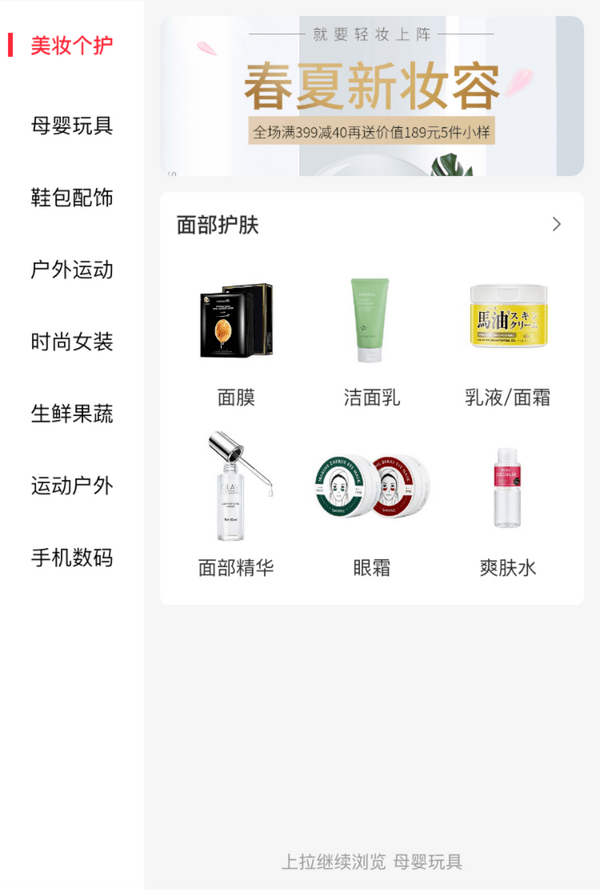 美妆个护
母婴玩具
鞋包配饰
户外运动
时尚女装
生鲜果蔬
运动户外
手机数码
就要轻妆上阵
春夏新妆容
全场满399减40再送价值189元5件小样
面部护肤
馬油
スキン
クリーム
面膜
洁面乳
乳液/面霜
面部精华
眼霜
爽肤水
上拉继续浏览 母婴玩具